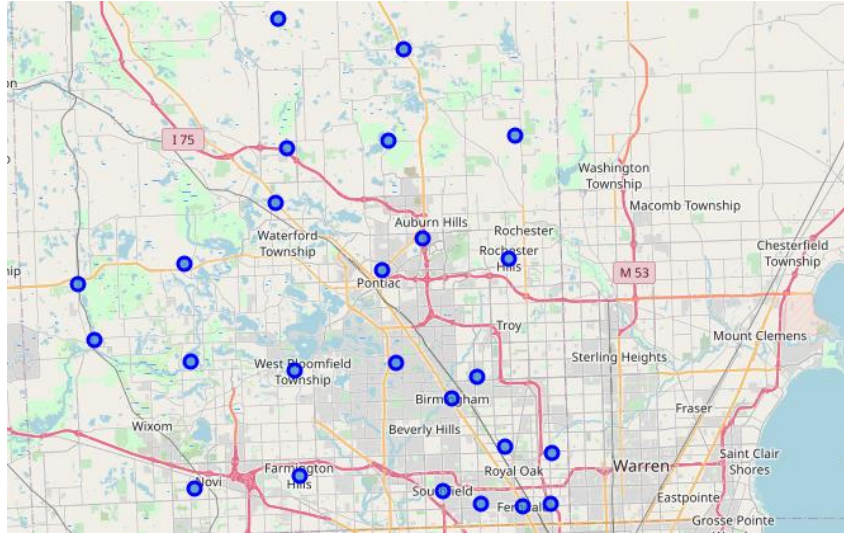 I 75
Washington
Township
Macomb Township
Auburn Hills
Rochester
Waterford
Township
Rochester
Hills
Chesterfield
Township
M 53
Pontiac
Troy
Mount Clemens
Sterling Heights
West Bloomfield
Township
Birmingham
Fraser
Wixom
Beverly Hills
Saint Clair
Shores
Royal Oak
Warren
Farmington
Hills
Novi
Eastpointe
Grosse Pointe